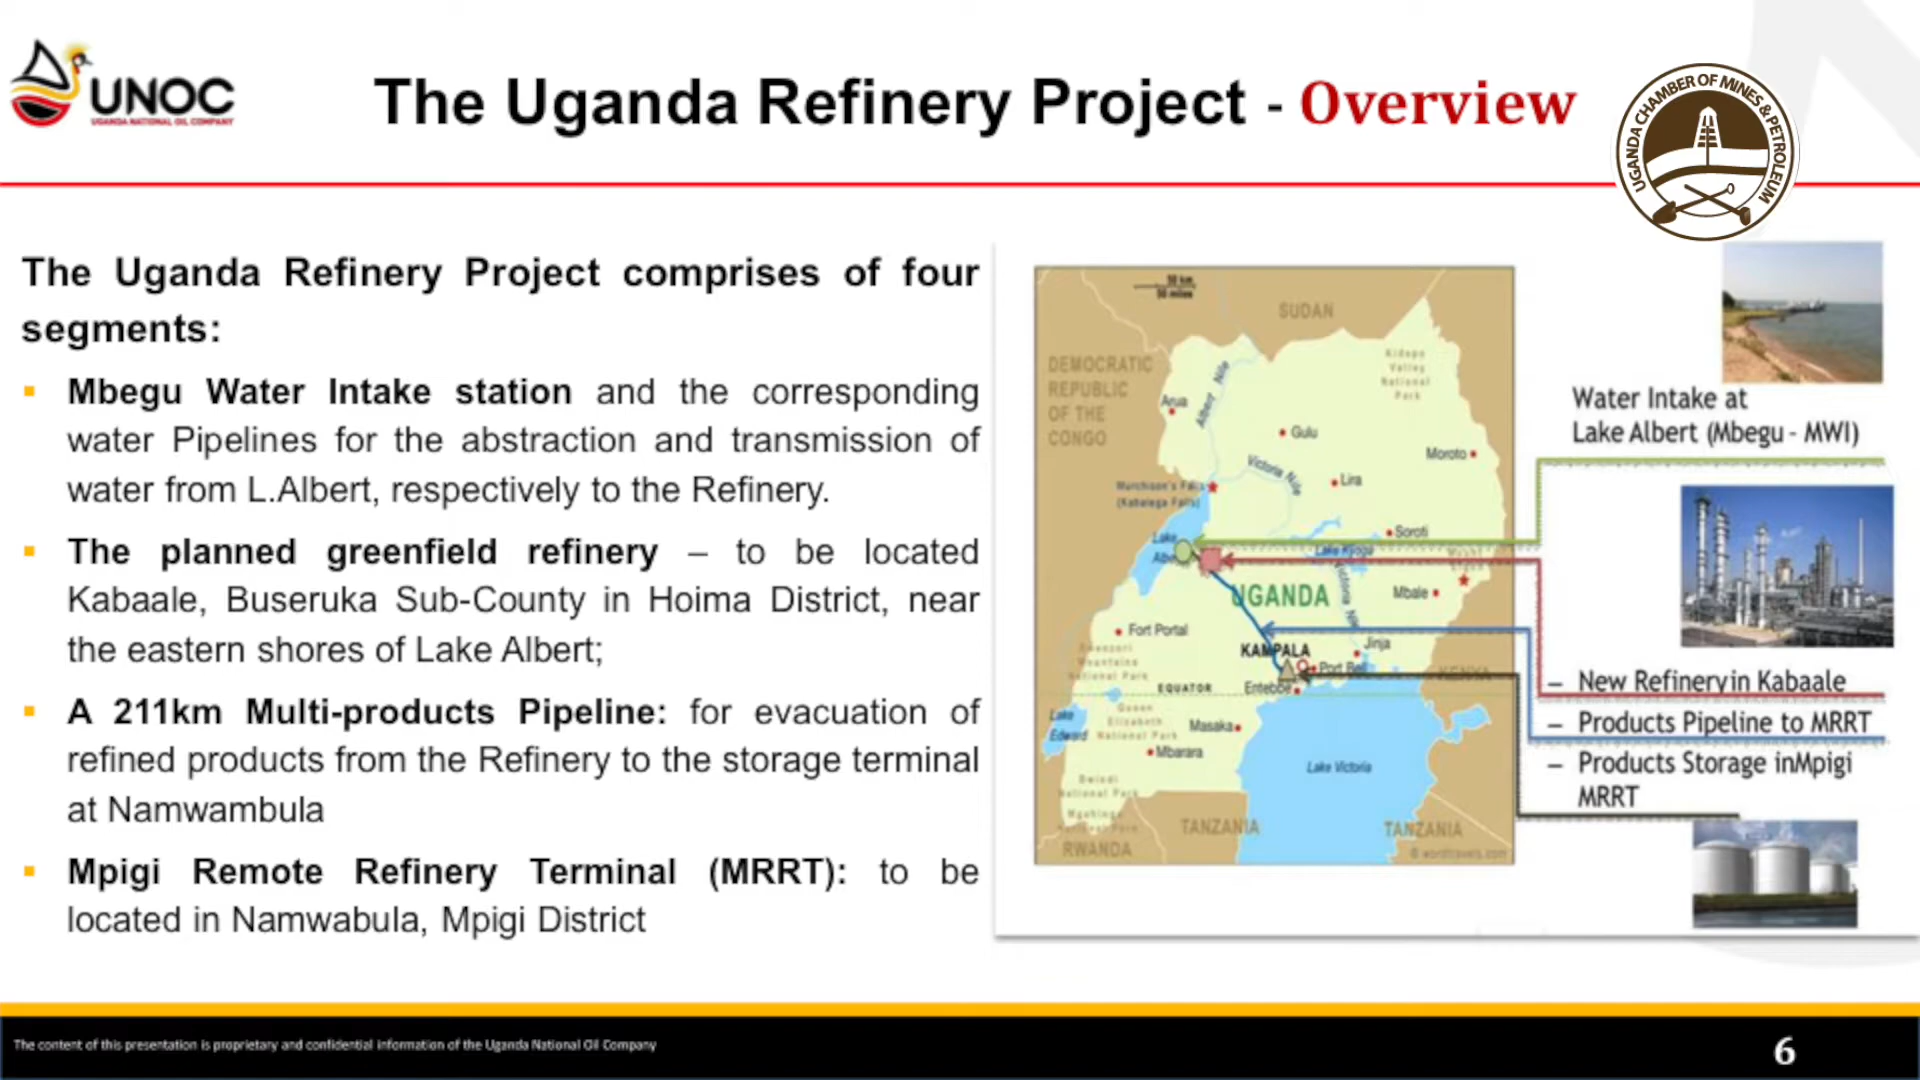 UNOC
UGANDA NATIONAL OIL COMPANY
The Uganda Refinery Project - Overview
UGANDA CHAMBER OF MINES & PETROLEUM
The Uganda Refinery Project comprises of four
segments:
Mbegu Water Intake station and the corresponding
water Pipelines for the abstraction and transmission of
water from L.Albert, respectively to the Refinery.
The planned greenfield refinery – to be located
Kabaale, Buseruka Sub-County in Hoima District, near
the eastern shores of Lake Albert;
A 211km Multi-products Pipeline: for evacuation of
refined products from the Refinery to the storage terminal
at Namwambula
Mpigi Remote Refinery Terminal (MRRT): to be
located in Namwabula, Mpigi District
50 km
50 miles
SUDAN
DEMOCRATIC
REPUBLIC
OF THE
CONGO
Kidepo
Valley
National
Park
Arua
Albert Nile
Gulu
Moroto
Victoria Nile
Lira
Murchison's Falls
(Kabalega Falls)
Soroti
Lake
Lake Kyoga
UGANDA
Victoria Nile
Mbale
Fort Portal
KAMPALA
Jinja
Port Bell
Mountains
National Park
KENYA
EQUATOR
Entebbe
Lake
Edward
Queen
Elizabeth
National Park
Masaka
Mbarara
Lake Victoria
National Park
TANZANIA
TANZANIA
RWANDA
© worldtravels.com
Water Intake at
Lake Albert (Mbegu - MWI)
– New Refineryin Kabaale
– Products Pipeline to MRRT
– Products Storage inMpigi
MRRT
The content of this presentation is proprietary and confidential information of the Uganda National Oil Company
6